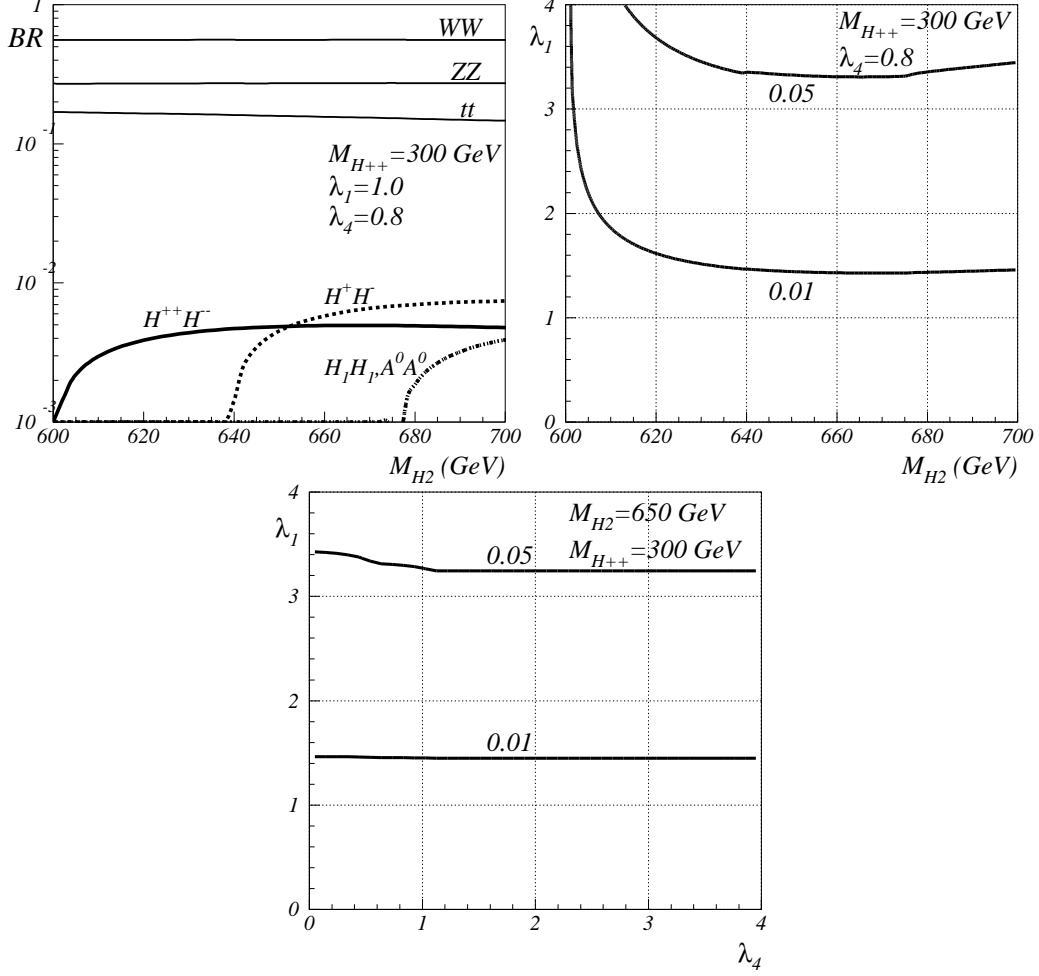 1
BR
WW
ZZ
tt
10 -1
M_H++=300 GeV
λ_1=1.0
λ_4=0.8
10 -2
H^++H^--
H^+H^-
H_1H_1,A^0A^0
10 -3
600 620 640 660 680 700
M_H2 (GeV)
4
λ_1
M_H++=300 GeV
λ_4=0.8
0.05
3
2
0.01
1
0
600 620 640 660 680 700
M_H2 (GeV)
4
λ_1
M_H2=650 GeV
M_H++=300 GeV
0.05
3
2
0.01
1
0
0 1 2 3 4
λ_4